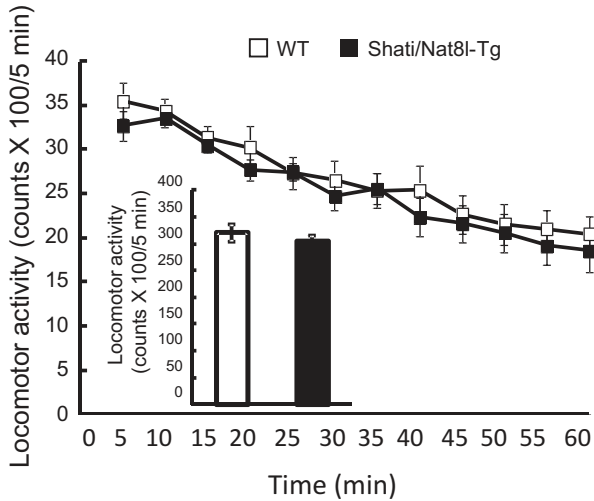 WT
Shati/Nat8l-Tg
Locomotor activity (counts X 100/5 min)
40
35
30
25
20
15
10
5
0
Locomotor activity
(counts X 100/5 min)
400
350
300
300
250
200
150
100
50
0
0 5 10 15 20 25 30 35 40 45 50 55 60
Time (min)